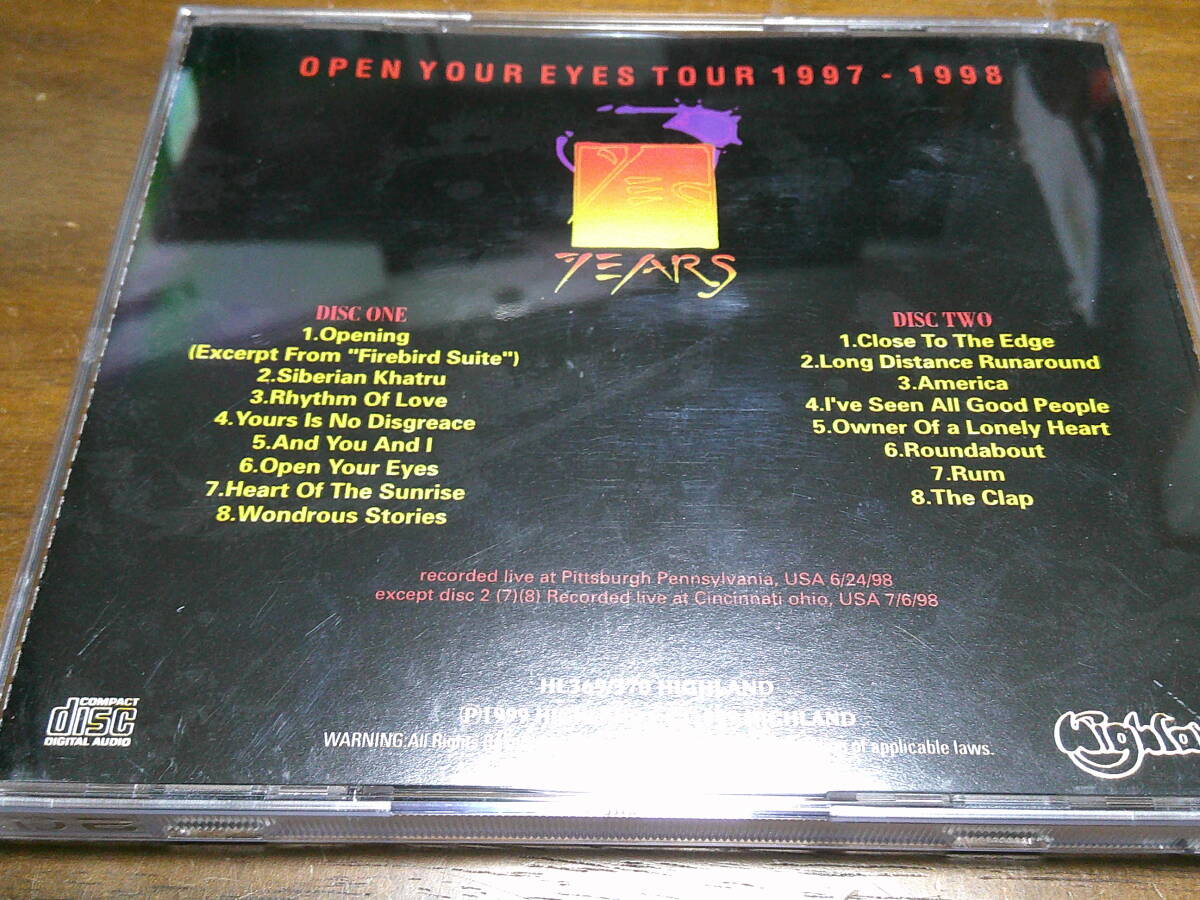 OPEN YOUR EYES TOUR 1997 - 1998
Yes
YEARS
DISC ONE
1.Opening
(Excerpt From "Firebird Suite")
2.Siberian Khatru
3.Rhythm Of Love
4.Yours Is No Disgreace
5.And You And I
6.Open Your Eyes
7.Heart Of The Sunrise
8.Wondrous Stories
DISC TWO
1.Close To The Edge
2.Long Distance Runaround
3.America
4.I've Seen All Good People
5.Owner Of a Lonely Heart
6.Roundabout
7.Rum
8.The Clap
recorded live at Pittsburgh Pennsylvania, USA 6/24/98
except disc 2 (7)(8) Recorded live at Cincinnati ohio, USA 7/6/98
HIGHLAND
℗1999 HIGHLAND
WARNING:All Rights of applicable laws.
COMPACT
disc
DIGITAL AUDIO